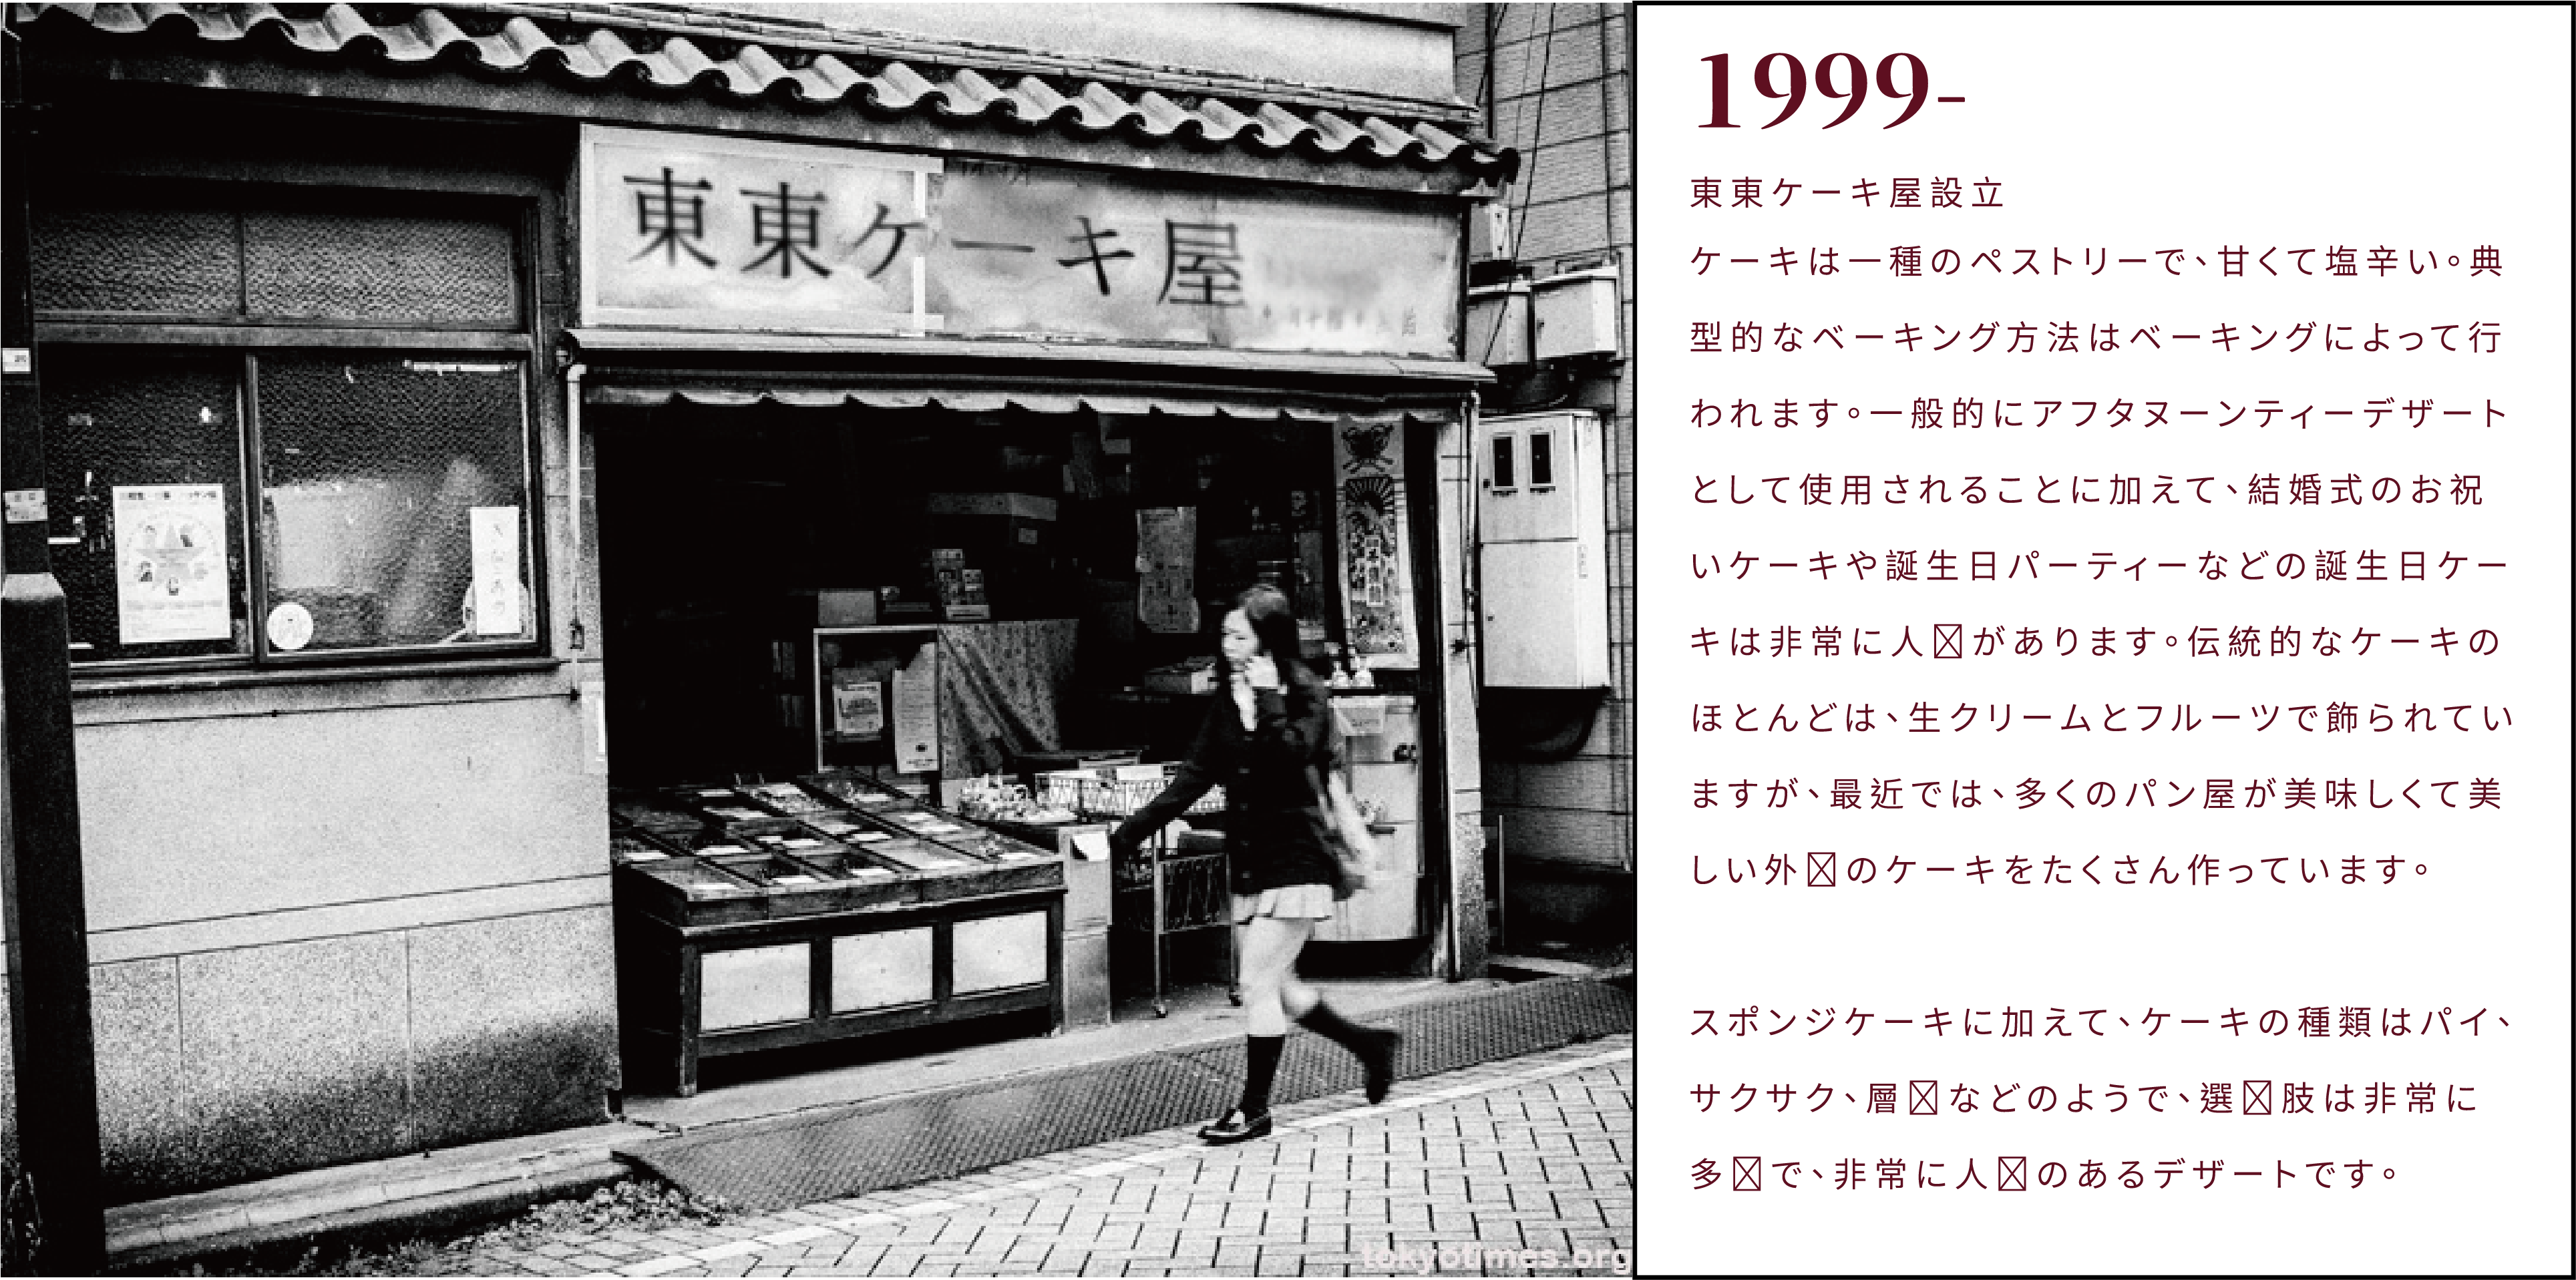 東東ケーキ屋
1999-
東東ケーキ屋設立
ケーキは一種のペストリーで、甘くて塩辛い。典
型的なベーキング方法はベーキングによって行
われます。一般的にアフタヌーンティーデザート
として使用されることに加えて、結婚式のお祝
いケーキや誕生日パーティーなどの誕生日ケー
キは非常に人☒があります。伝統的なケーキの
ほとんどは、生クリームとフルーツで飾られてい
ますが、最近では、多くのパン屋が美味しくて美
しい外☒のケーキをたくさん作っています。
スポンジケーキに加えて、ケーキの種類はパイ、
サクサク、層☒などのようで、選☒肢は非常に
多☒で、非常に人☒のあるデザートです。
tokyotimes.org